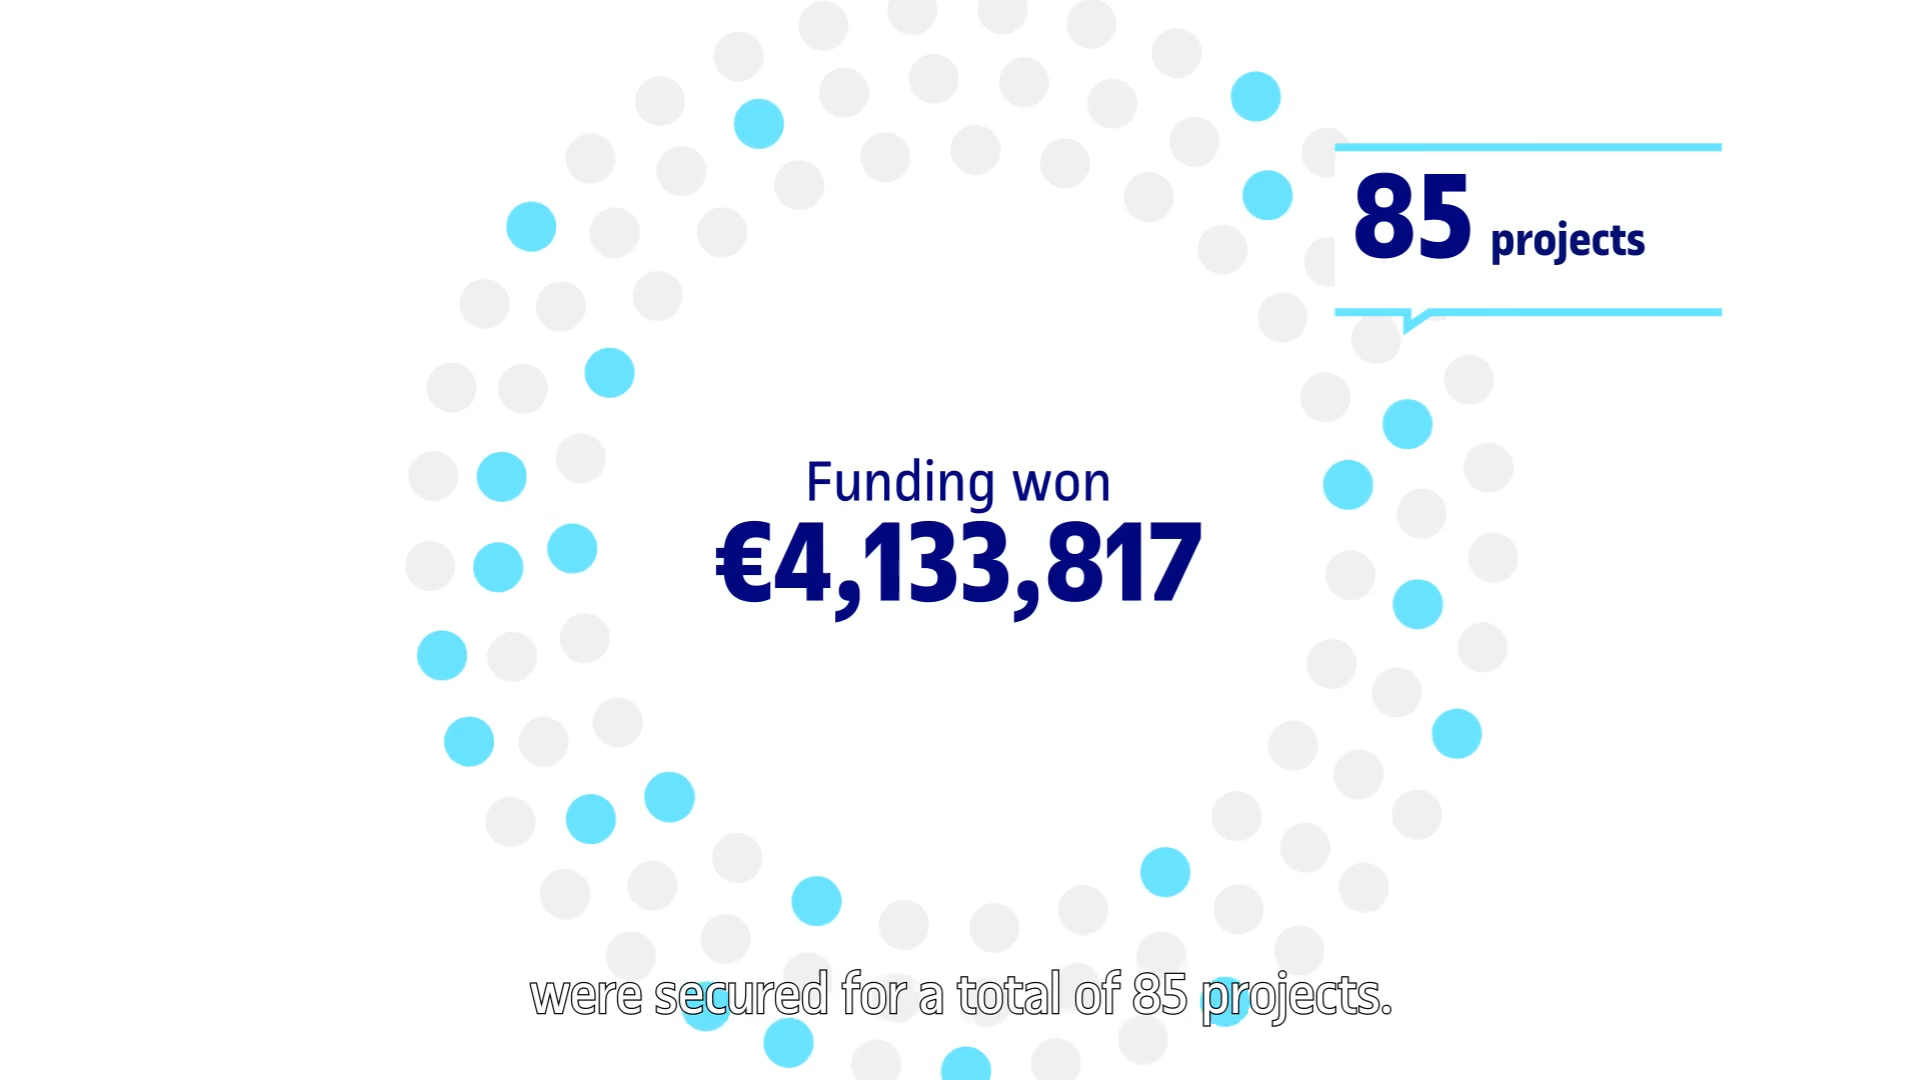 85 projects
Funding won
€4,133,817
were secured for a total of 85 projects.